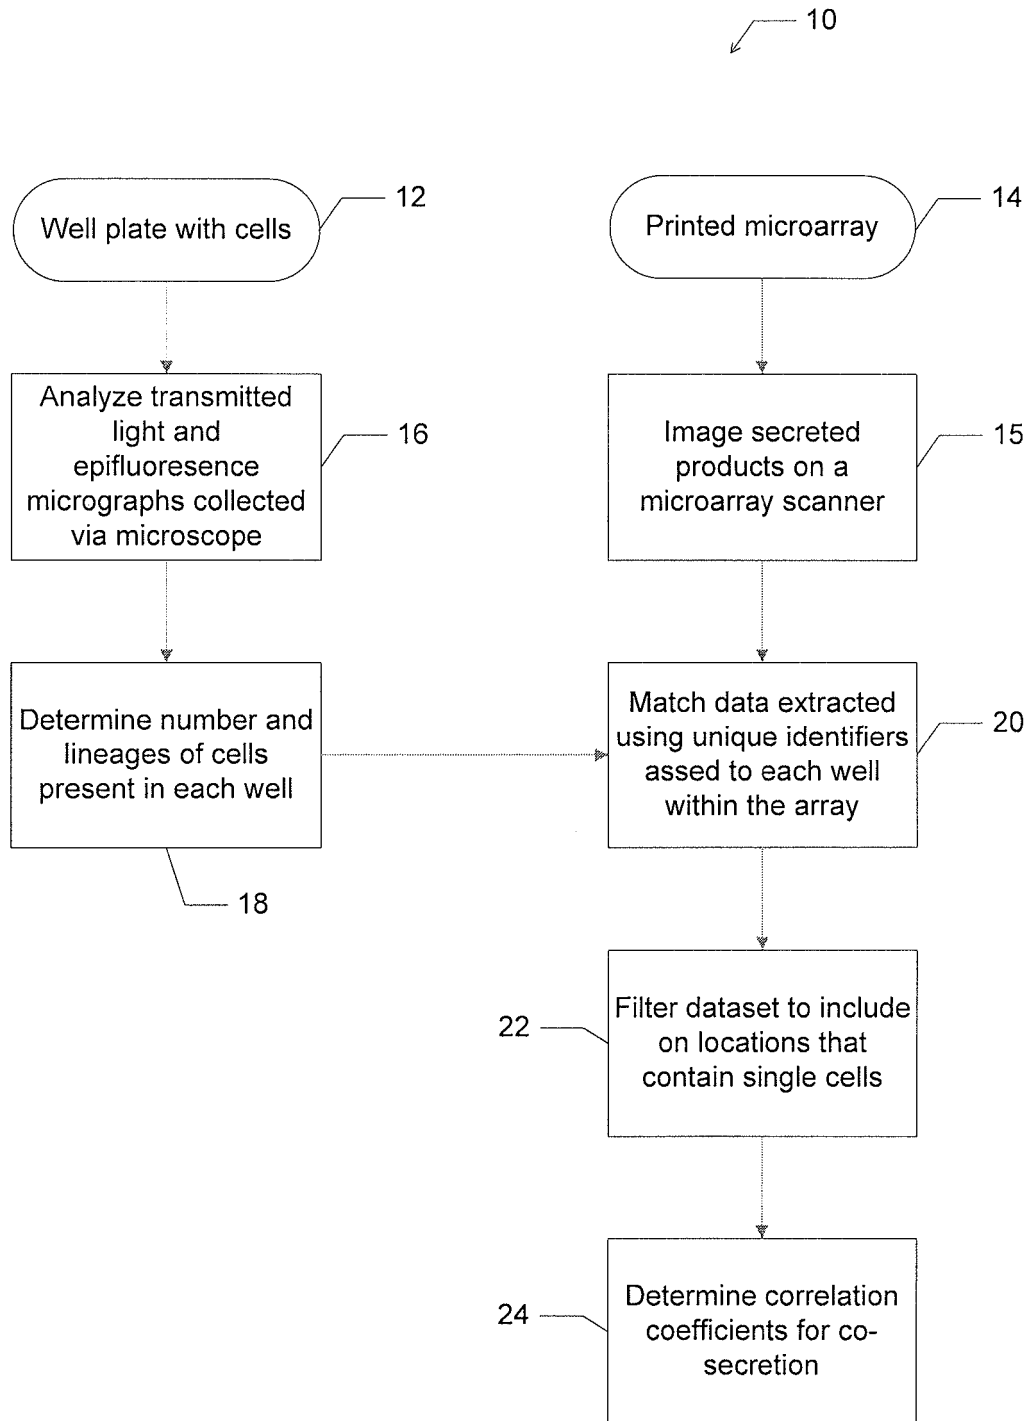 10
Well plate with cells
12
Printed microarray
14
Analyze transmitted
light and
epifluoresence
micrographs collected
via microscope
16
Image secreted
products on a
microarray scanner
15
Determine number and
lineages of cells
present in each well
18
Match data extracted
using unique identifiers
assed to each well
within the array
20
22
Filter dataset to include
on locations that
contain single cells
24
Determine correlation
coefficients for co-
secretion